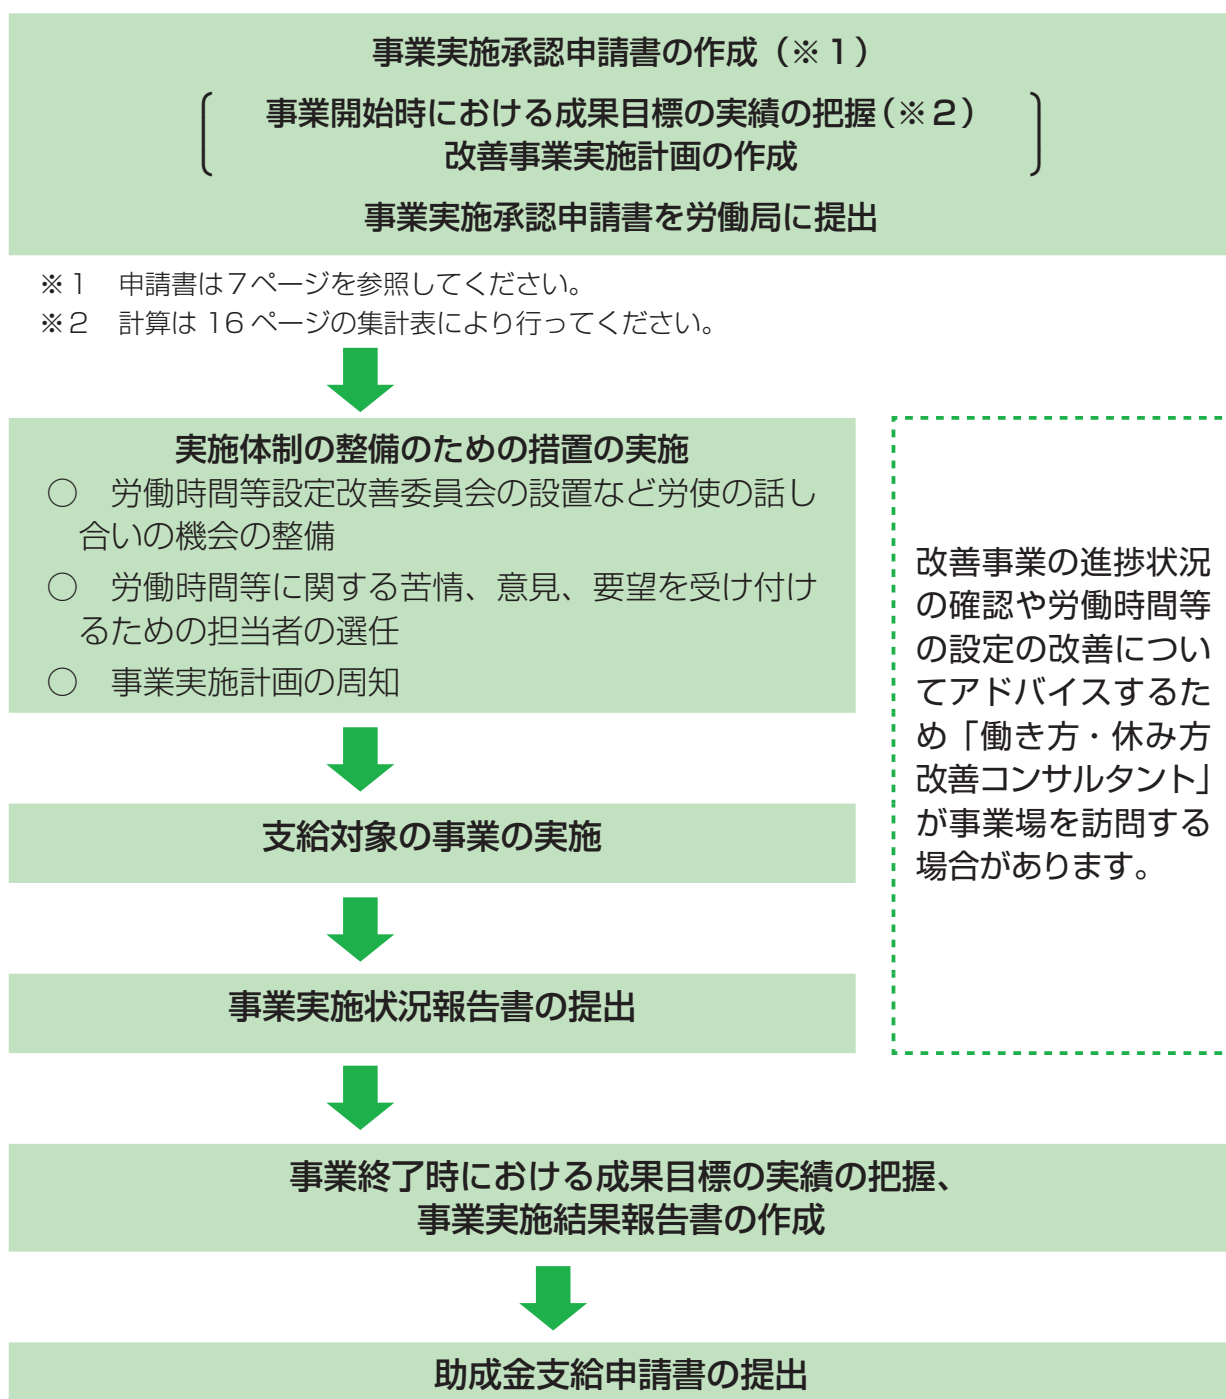 事業実施承認申請書の作成（※１）
事業開始時における成果目標の実績の把握（※２）
改善事業実施計画の作成
事業実施承認申請書を労働局に提出
※１　申請書は７ページを参照してください。
※２　計算は 16 ページの集計表により行ってください。
実施体制の整備のための措置の実施
○　労働時間等設定改善委員会の設置など労使の話し
合いの機会の整備
○　労働時間等に関する苦情、意見、要望を受け付け
るための担当者の選任
○　事業実施計画の周知
支給対象の事業の実施
事業実施状況報告書の提出
改善事業の進捗状況
の確認や労働時間等
の設定の改善につい
てアドバイスするた
め「働き方・休み方
改善コンサルタント」
が事業場を訪問する
場合があります。
事業終了時における成果目標の実績の把握、
事業実施結果報告書の作成
助成金支給申請書の提出